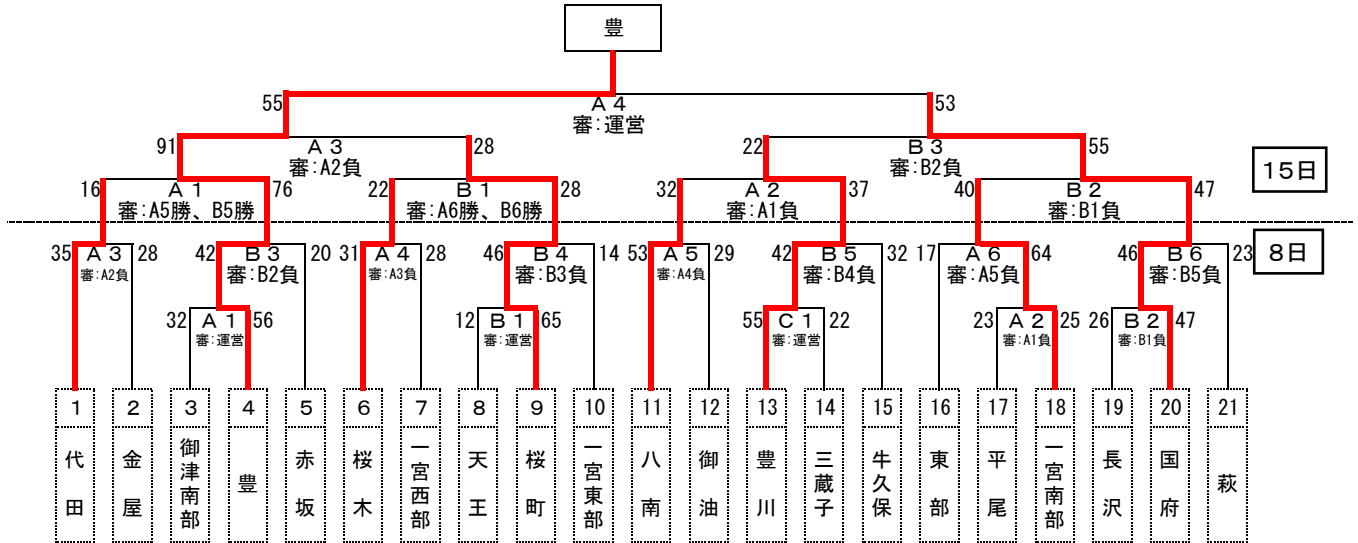 豊
55 A4 53
審:運営
91 A3 28 22 B3 55
審:A2負 審:B2負
15日
16 A1 76 22 B1 28 32 A2 37 40 B2 47
審:A5勝、B5勝 審:A6勝、B6勝 審:A1負 審:B1負
8日
35 A3 28 42 B3 20 31 A4 28 46 B4 14 53 A5 29 42 B5 32 17 A6 64 46 B6 23
審:A2負 審:B2負 審:A3負 審:B3負 審:A4負 審:B4負 審:A5負 審:B5負
32 A1 56 12 B1 65 55 C1 22 23 A2 25 26 B2 47
審:運営 審:運営 審:運営 審:A1負 審:B1負
1 2 3 4 5 6 7 8 9 10 11 12 13 14 15 16 17 18 19 20 21
代田
金屋
御津南部
豊
赤坂
桜木
一宮西部
天王
桜町
一宮東部
八南
御油
豊川
三蔵子
牛久保
東部
平尾
一宮南部
長沢
国府
萩